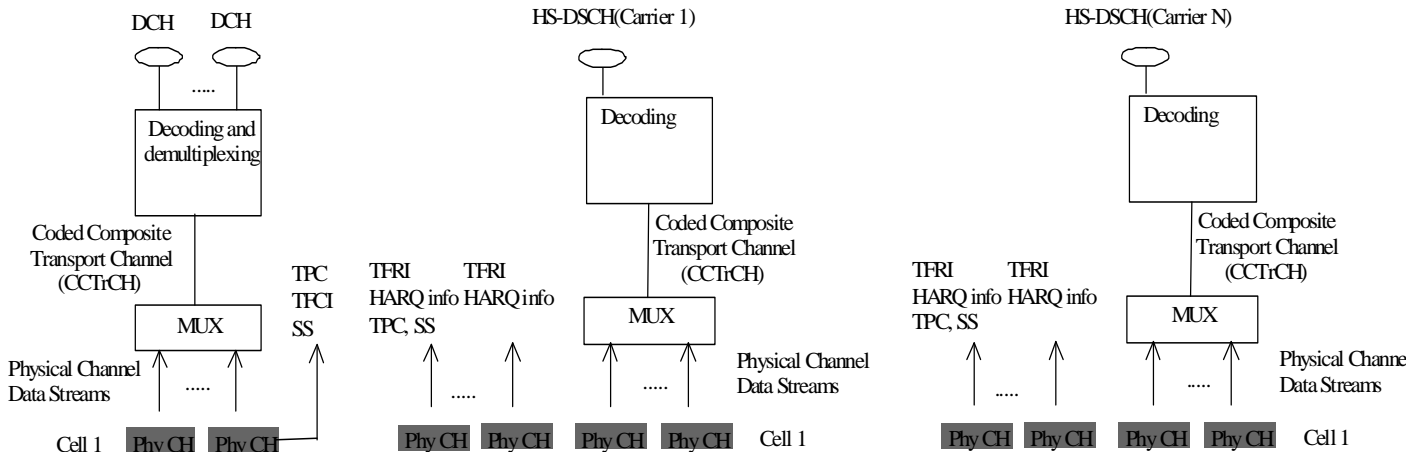 DCH
DCH
.....
Decoding and
demultiplexing
Coded Composite
Transport Channel
(CCTrCH)
MUX
TPC
TFCI
SS
Physical Channel
Data Streams
.....
Cell 1
Phy CH
Phy CH
HS-DSCH(Carrier 1)
Decoding
Coded Composite
Transport Channel
(CCTrCH)
TFRI
HARQ info
TPC, SS
TFRI
HARQ info
MUX
Physical Channel
Data Streams
.....
.....
Phy CH
Phy CH
Phy CH
Phy CH
Cell 1
HS-DSCH(Carrier N)
Decoding
Coded Composite
Transport Channel
(CCTrCH)
TFRI
HARQ info
TPC, SS
TFRI
HARQ info
MUX
Physical Channel
Data Streams
.....
.....
Phy CH
Phy CH
Phy CH
Phy CH
Cell 1